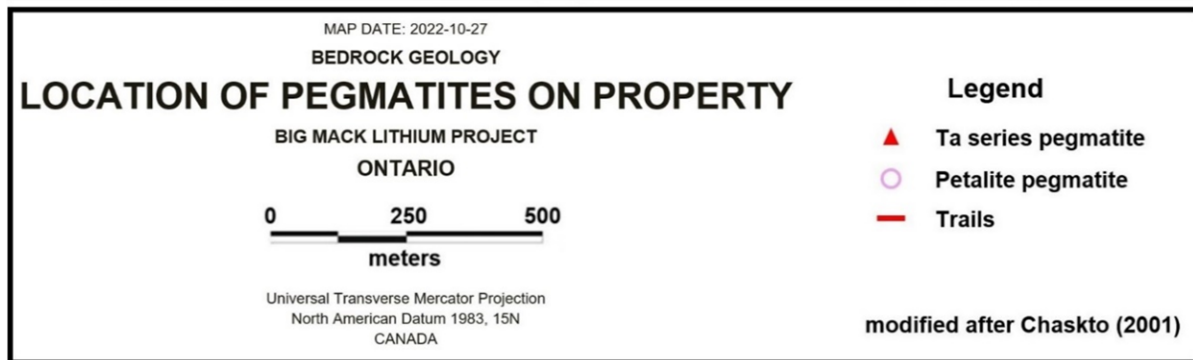 MAP DATE: 2022-10-27
BEDROCK GEOLOGY
LOCATION OF PEGMATITES ON PROPERTY
BIG MACK LITHIUM PROJECT
ONTARIO
0 250 500
meters
Universal Transverse Mercator Projection
North American Datum 1983, 15N
CANADA
Legend
Ta series pegmatite
Petalite pegmatite
Trails
modified after Chaskto (2001)